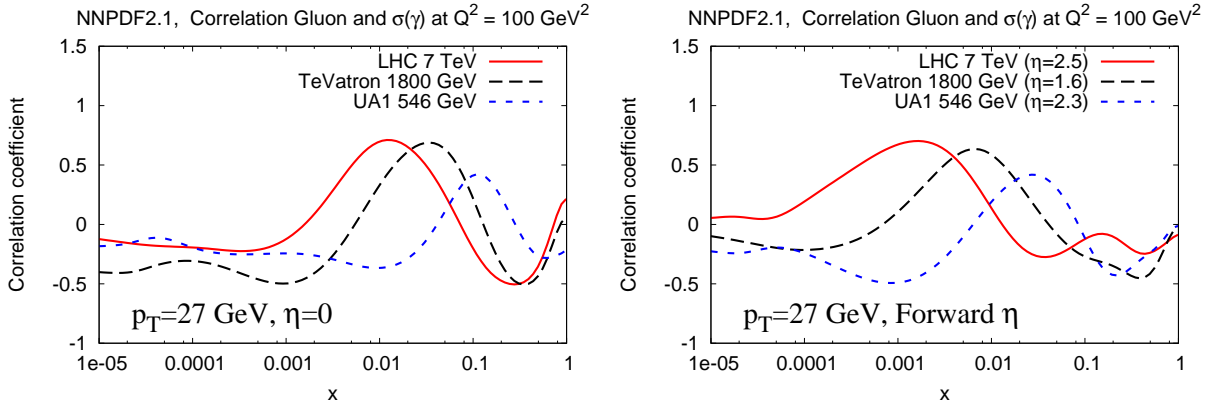 NNPDF2.1, Correlation Gluon and σ(γ) at Q² = 100 GeV²
1.5
1
0.5
0
-0.5
-1
Correlation coefficient
LHC 7 TeV
TeVatron 1800 GeV
UA1 546 GeV
p_T=27 GeV, η=0
1e-05 0.0001 0.001 0.01 0.1 1
x
NNPDF2.1, Correlation Gluon and σ(γ) at Q² = 100 GeV²
1.5
1
0.5
0
-0.5
-1
Correlation coefficient
LHC 7 TeV (η=2.5)
TeVatron 1800 GeV (η=1.6)
UA1 546 GeV (η=2.3)
p_T=27 GeV, Forward η
1e-05 0.0001 0.001 0.01 0.1 1
x